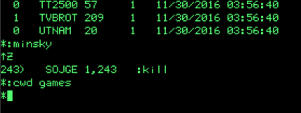 0 TT2500 57 1 11/30/2016 03:56:40
1 TVBROT 209 1 11/30/2016 03:56:40
0 UTNAM 20 1 11/30/2016 03:56:40
*:minsky
↑Z
243) SOJGE 1,243 :kill
*:cwd games
*